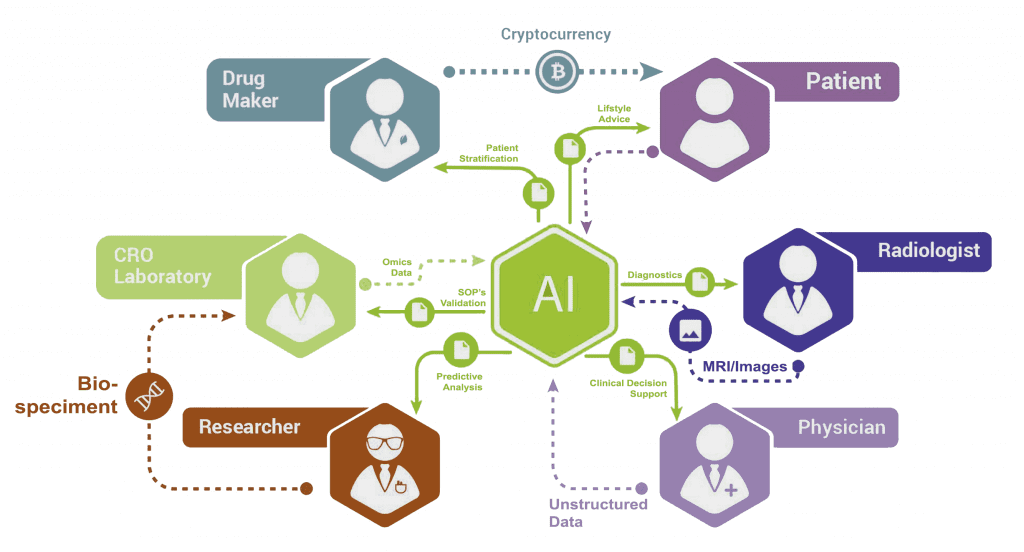 Cryptocurrency
Drug
Maker
Patient
Lifstyle
Advice
Patient
Stratification
CRO
Laboratory
Omics
Data
SOP's
Validation
AI
Diagnostics
Radiologist
MRI/Images
Predictive
Analysis
Clinical Decision
Support
Bio-
speciment
Researcher
Physician
Unstructured
Data